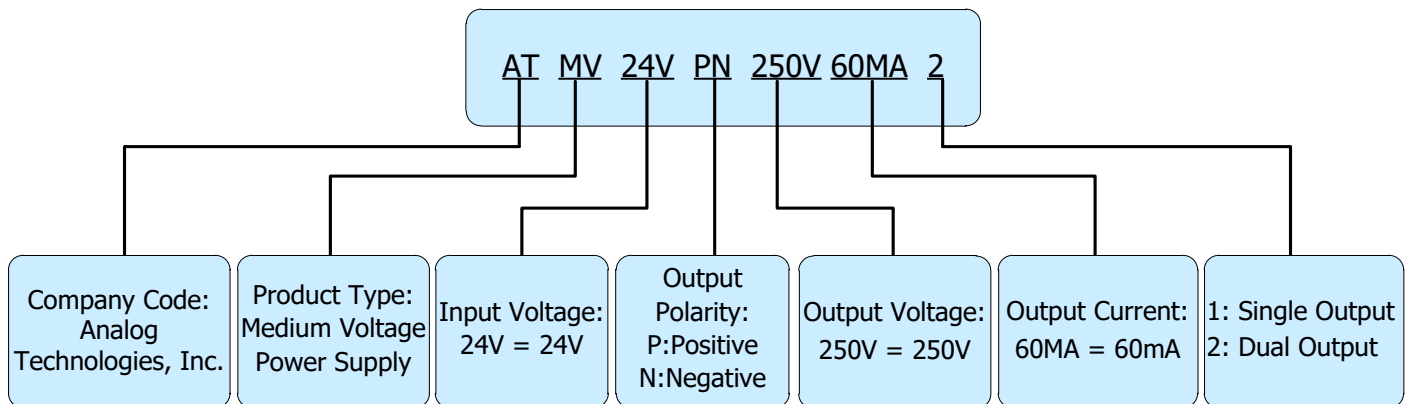 AT MV 24V PN 250V 60MA 2
Company Code:
Analog
Technologies, Inc.
Product Type:
Medium Voltage
Power Supply
Input Voltage:
24V = 24V
Output
Polarity:
P:Positive
N:Negative
Output Voltage:
250V = 250V
Output Current:
60MA = 60mA
1: Single Output
2: Dual Output